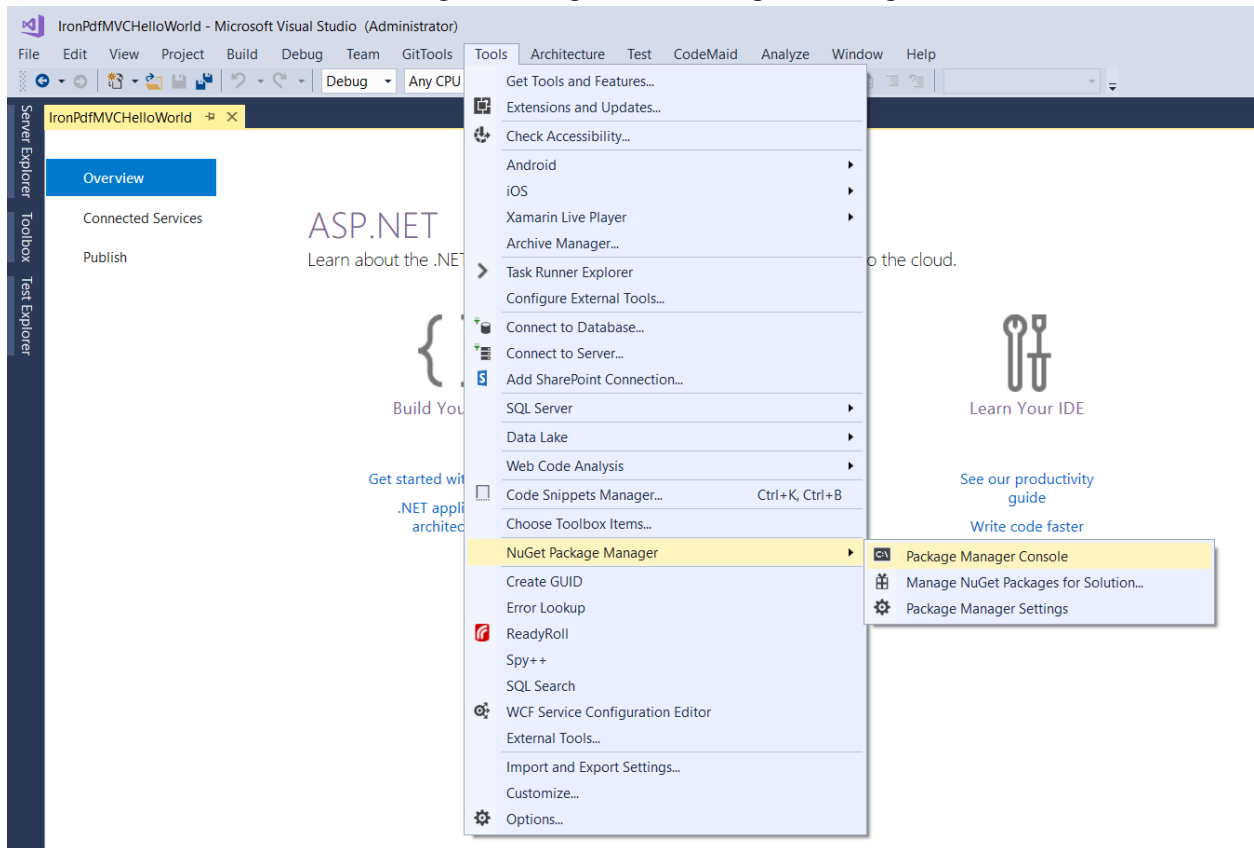 IronPdfMVCHelloWorld - Microsoft Visual Studio (Administrator)
File Edit View Project Build Debug Team GitTools Tools Architecture Test CodeMaid Analyze Window Help
Debug Any CPU
Server Explorer
Toolbox
Test Explorer
IronPdfMVCHelloWorld
Overview
Connected Services
Publish
ASP.NET
Learn about the .NET
o the cloud.
Build You
Learn Your IDE
Get started wit
.NET appli
architec
See our productivity
guide
Write code faster
Get Tools and Features...
Extensions and Updates...
Check Accessibility...
Android
iOS
Xamarin Live Player
Archive Manager...
Task Runner Explorer
Configure External Tools...
Connect to Database...
Connect to Server...
Add SharePoint Connection...
SQL Server
Data Lake
Web Code Analysis
Code Snippets Manager... Ctrl+K, Ctrl+B
Choose Toolbox Items...
NuGet Package Manager
Create GUID
Error Lookup
ReadyRoll
Spy++
SQL Search
WCF Service Configuration Editor
External Tools...
Import and Export Settings...
Customize...
Options...
Package Manager Console
Manage NuGet Packages for Solution...
Package Manager Settings